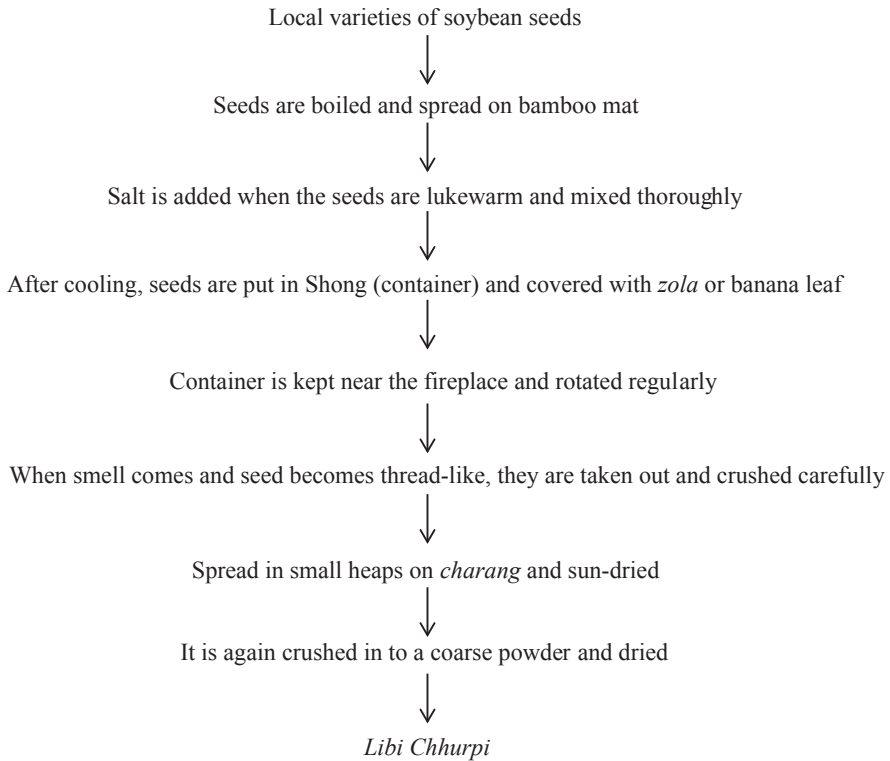 Local varieties of soybean seeds
Seeds are boiled and spread on bamboo mat
Salt is added when the seeds are lukewarm and mixed thoroughly
After cooling, seeds are put in Shong (container) and covered with zola or banana leaf
Container is kept near the fireplace and rotated regularly
When smell comes and seed becomes thread-like, they are taken out and crushed carefully
Spread in small heaps on charang and sun-dried
It is again crushed in to a coarse powder and dried
Libi Chhurpi